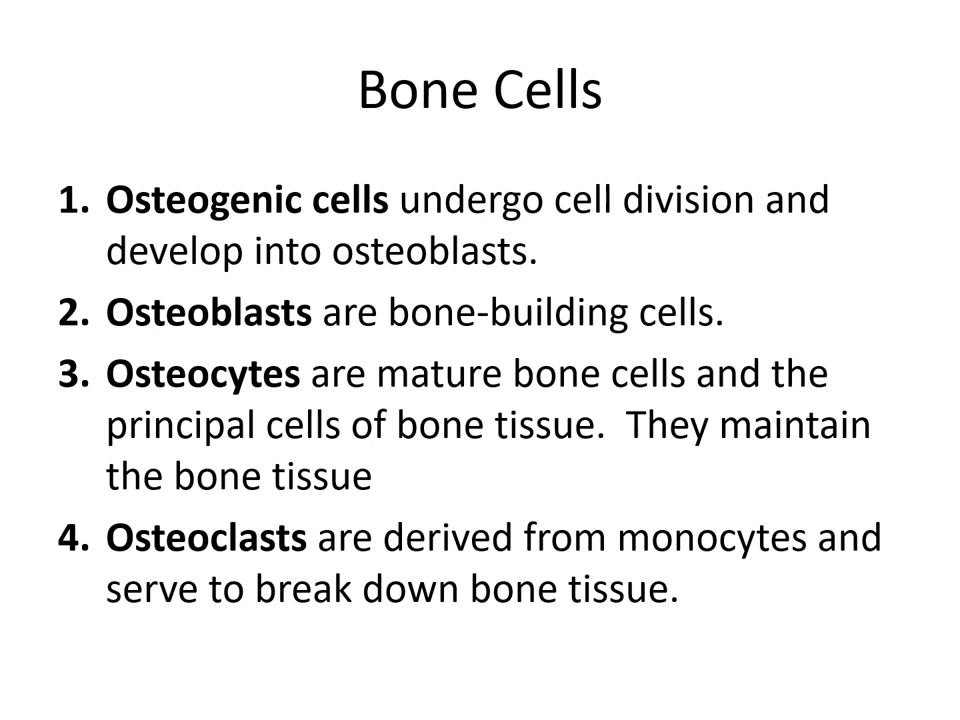 Bone Cells
1. Osteogenic cells undergo cell division and
develop into osteoblasts.
2. Osteoblasts are bone-building cells.
3. Osteocytes are mature bone cells and the
principal cells of bone tissue.  They maintain
the bone tissue
4. Osteoclasts are derived from monocytes and
serve to break down bone tissue.